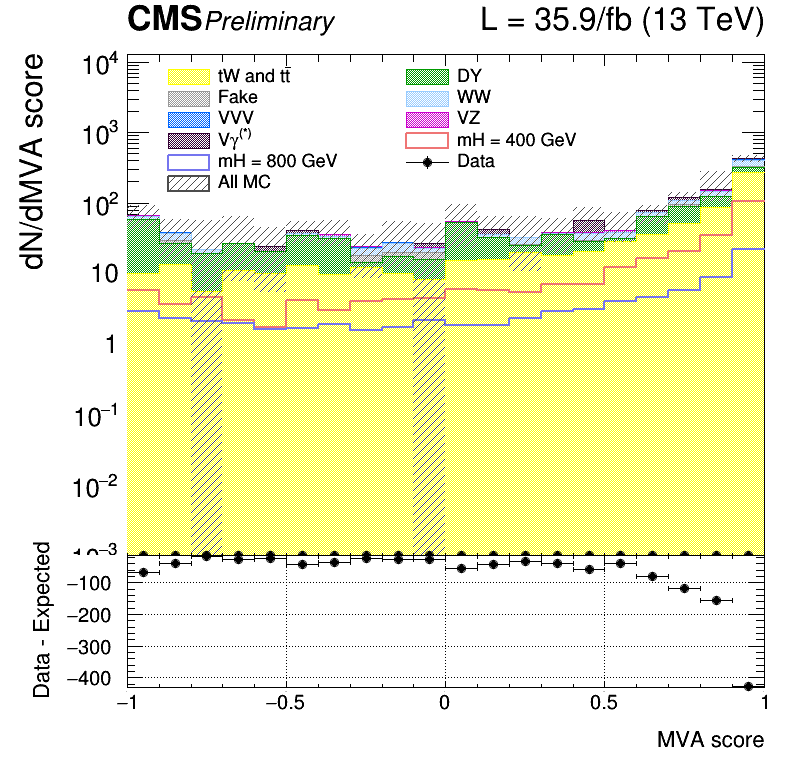 CMS Preliminary L = 35.9/fb (13 TeV)
dN/dMVA score
10⁴
10³
10²
10
1
10⁻¹
10⁻²
tW and tt̄
DY
Fake
WW
VVV
VZ
Vγ⁽*⁾
mH = 400 GeV
mH = 800 GeV
Data
All MC
Data - Expected
−100
−200
−300
−400
−1 −0.5 0 0.5 1
MVA score